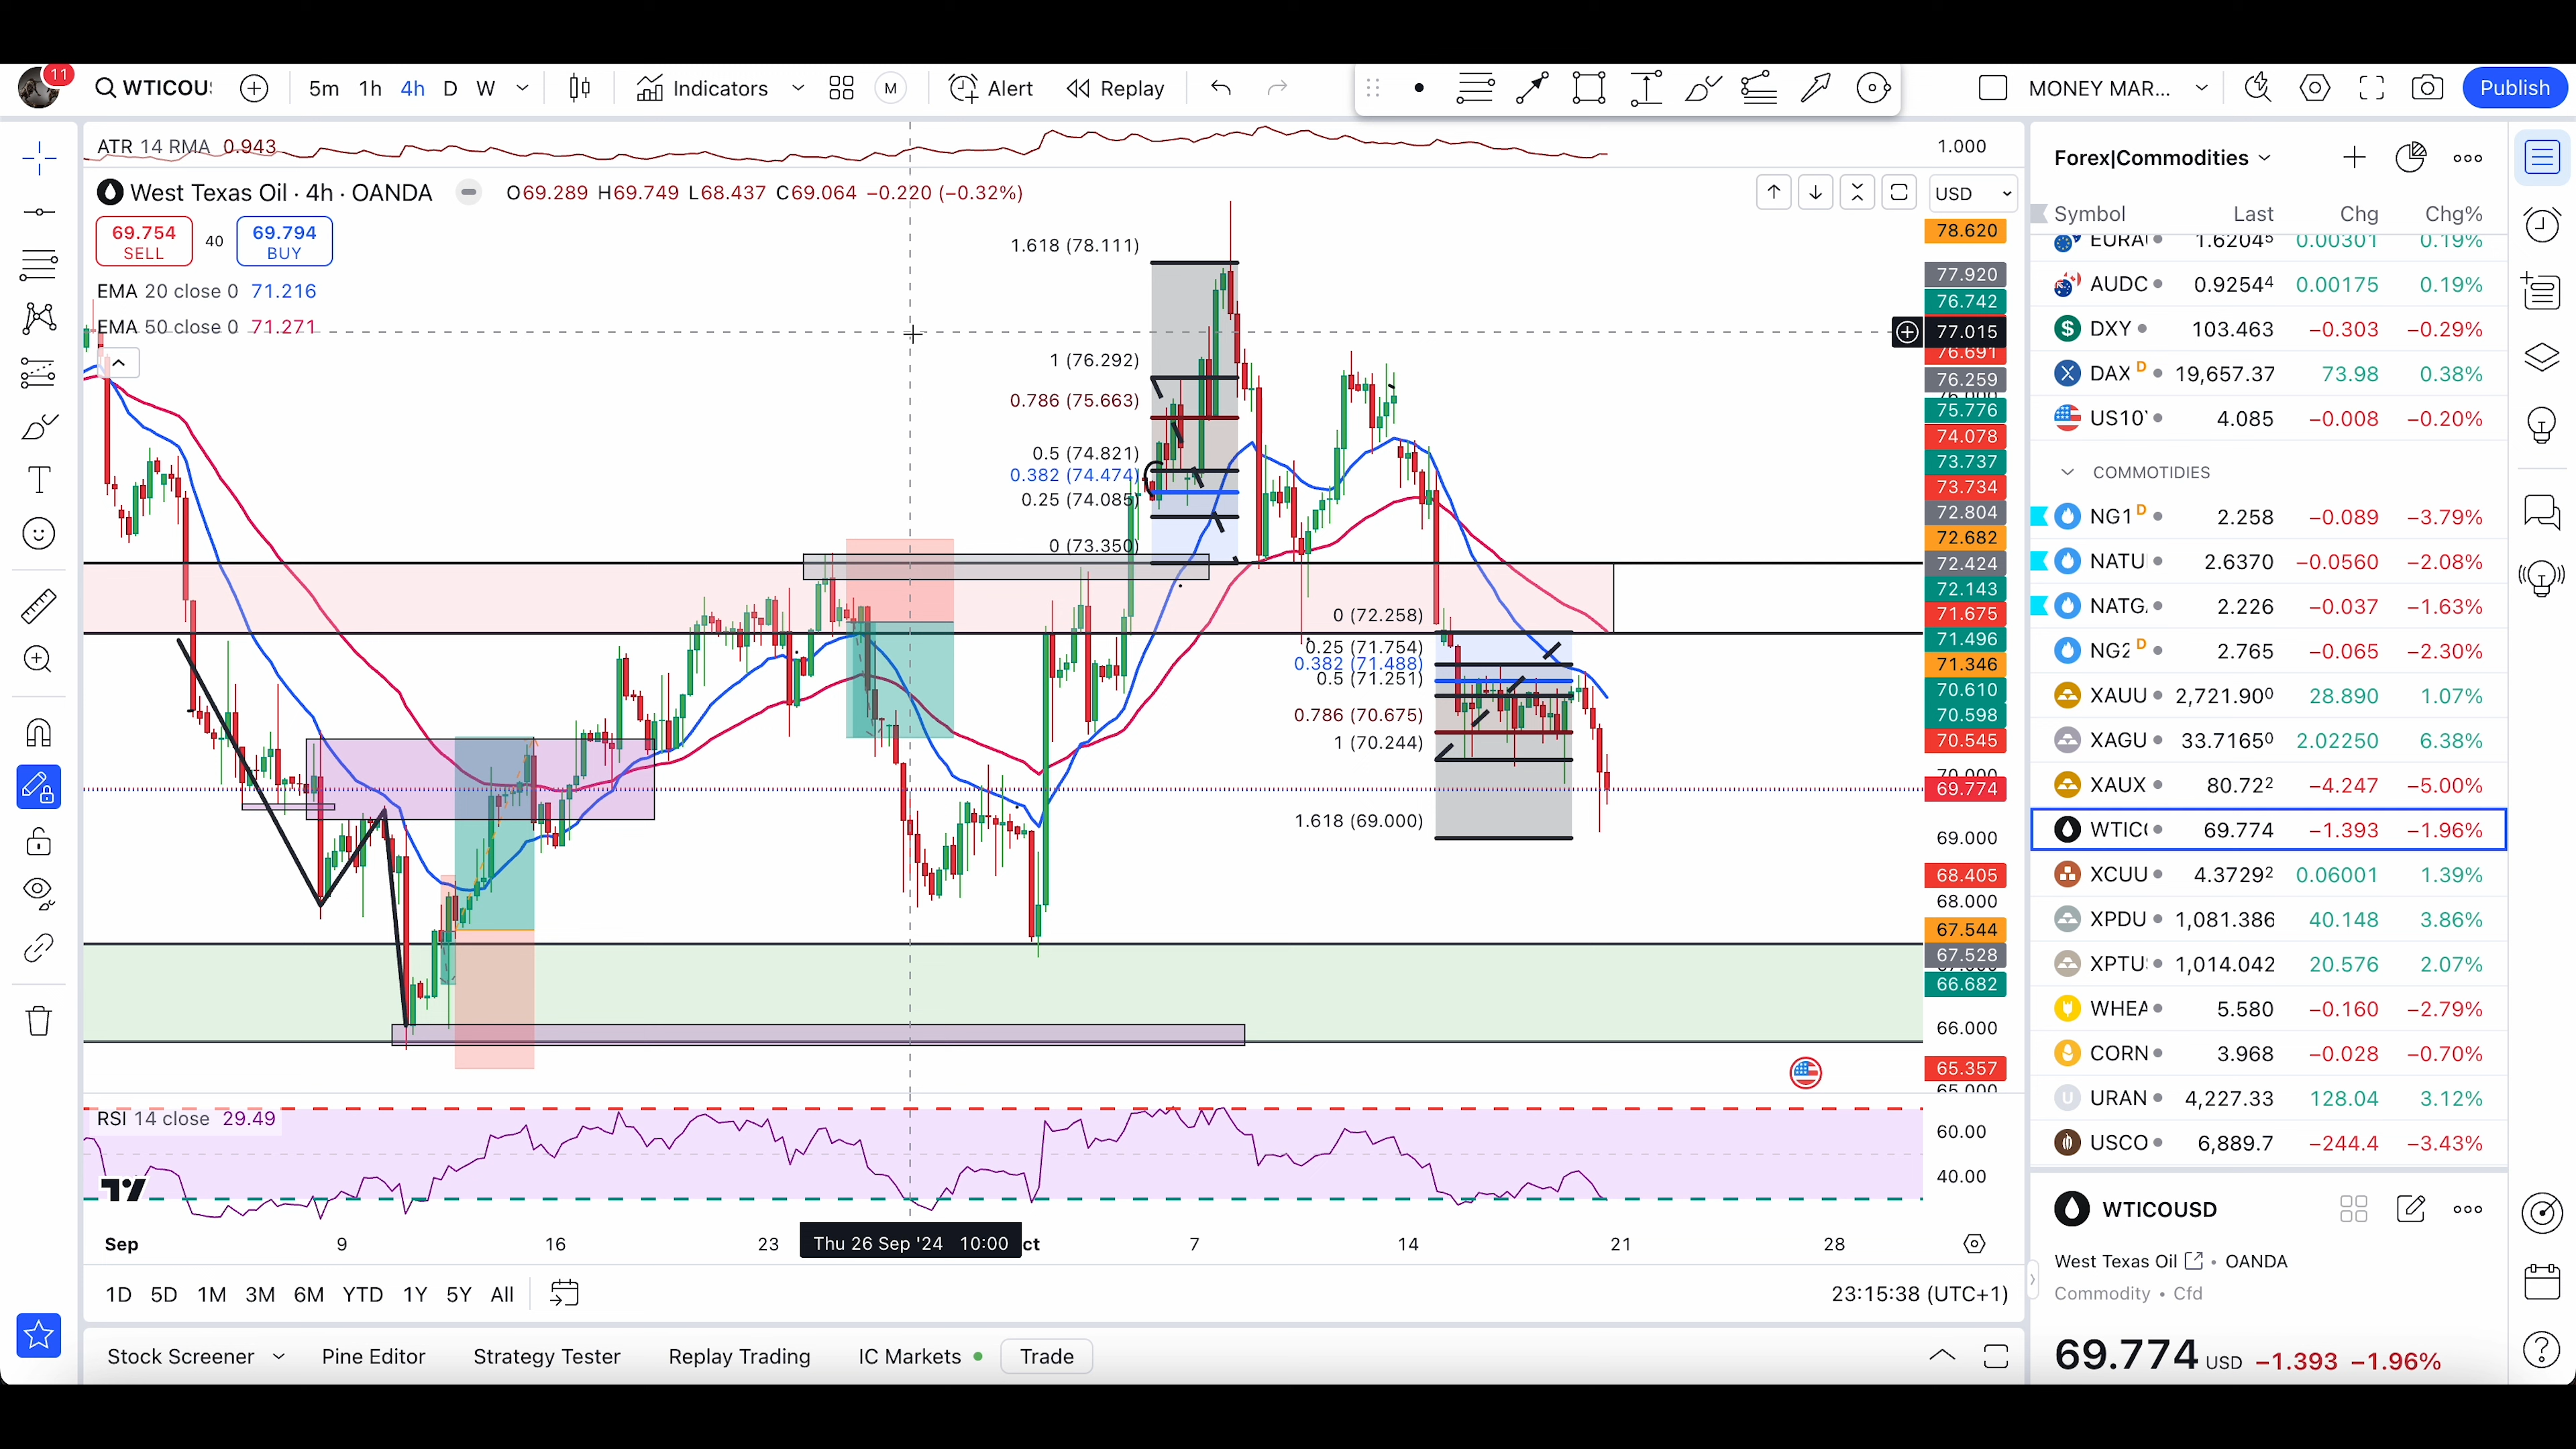 11
WTICOU:
5m 1h 4h D W
Indicators
M
Alert
Replay
MONEY MAR...
Publish
ATR 14 RMA 0.943
1.000
West Texas Oil · 4h · OANDA
O69.289 H69.749 L68.437 C69.064 −0.220 (−0.32%)
USD
69.754
SELL
40
69.794
BUY
EMA 20 close 0 71.216
EMA 50 close 0 71.271
1.618 (78.111)
1 (76.292)
0.786 (75.663)
0.5 (74.821)
0.382 (74.474)
0.25 (74.085)
0 (73.350)
0 (72.258)
0.25 (71.754)
0.382 (71.488)
0.5 (71.251)
0.786 (70.675)
1 (70.244)
1.618 (69.000)
78.620
77.920
76.742
77.015
76.691
76.259
75.776
74.078
73.737
73.734
72.804
72.682
72.424
72.143
71.675
71.496
71.346
70.610
70.598
70.545
70.000
69.774
69.000
68.405
68.000
67.544
67.528
66.682
66.000
65.357
65.000
RSI 14 close 29.49
60.00
40.00
Sep 9 16 23 Thu 26 Sep '24 10:00 ct 7 14 21 28
1D 5D 1M 3M 6M YTD 1Y 5Y All
23:15:38 (UTC+1)
Stock Screener Pine Editor Strategy Tester Replay Trading IC Markets Trade
Forex|Commodities
Symbol Last Chg Chg%
EURA 1.6204⁵ 0.00301 0.19%
AUDC 0.9254⁴ 0.00175 0.19%
DXY 103.463 −0.303 −0.29%
DAX D 19,657.37 73.98 0.38%
US10' 4.085 −0.008 −0.20%
COMMOTIDIES
NG1 D 2.258 −0.089 −3.79%
NATU 2.6370 −0.0560 −2.08%
NATG. 2.226 −0.037 −1.63%
NG2 D 2.765 −0.065 −2.30%
XAUU 2,721.90⁰ 28.890 1.07%
XAGU 33.7165⁰ 2.02250 6.38%
XAUX 80.72² −4.247 −5.00%
WTIC 69.774 −1.393 −1.96%
XCUU 4.3729² 0.06001 1.39%
XPDU 1,081.386 40.148 3.86%
XPTU: 1,014.042 20.576 2.07%
WHEA 5.580 −0.160 −2.79%
CORN 3.968 −0.028 −0.70%
URAN 4,227.33 128.04 3.12%
USCO 6,889.7 −244.4 −3.43%
WTICOUSD
West Texas Oil · OANDA
Commodity · Cfd
69.774 USD −1.393 −1.96%